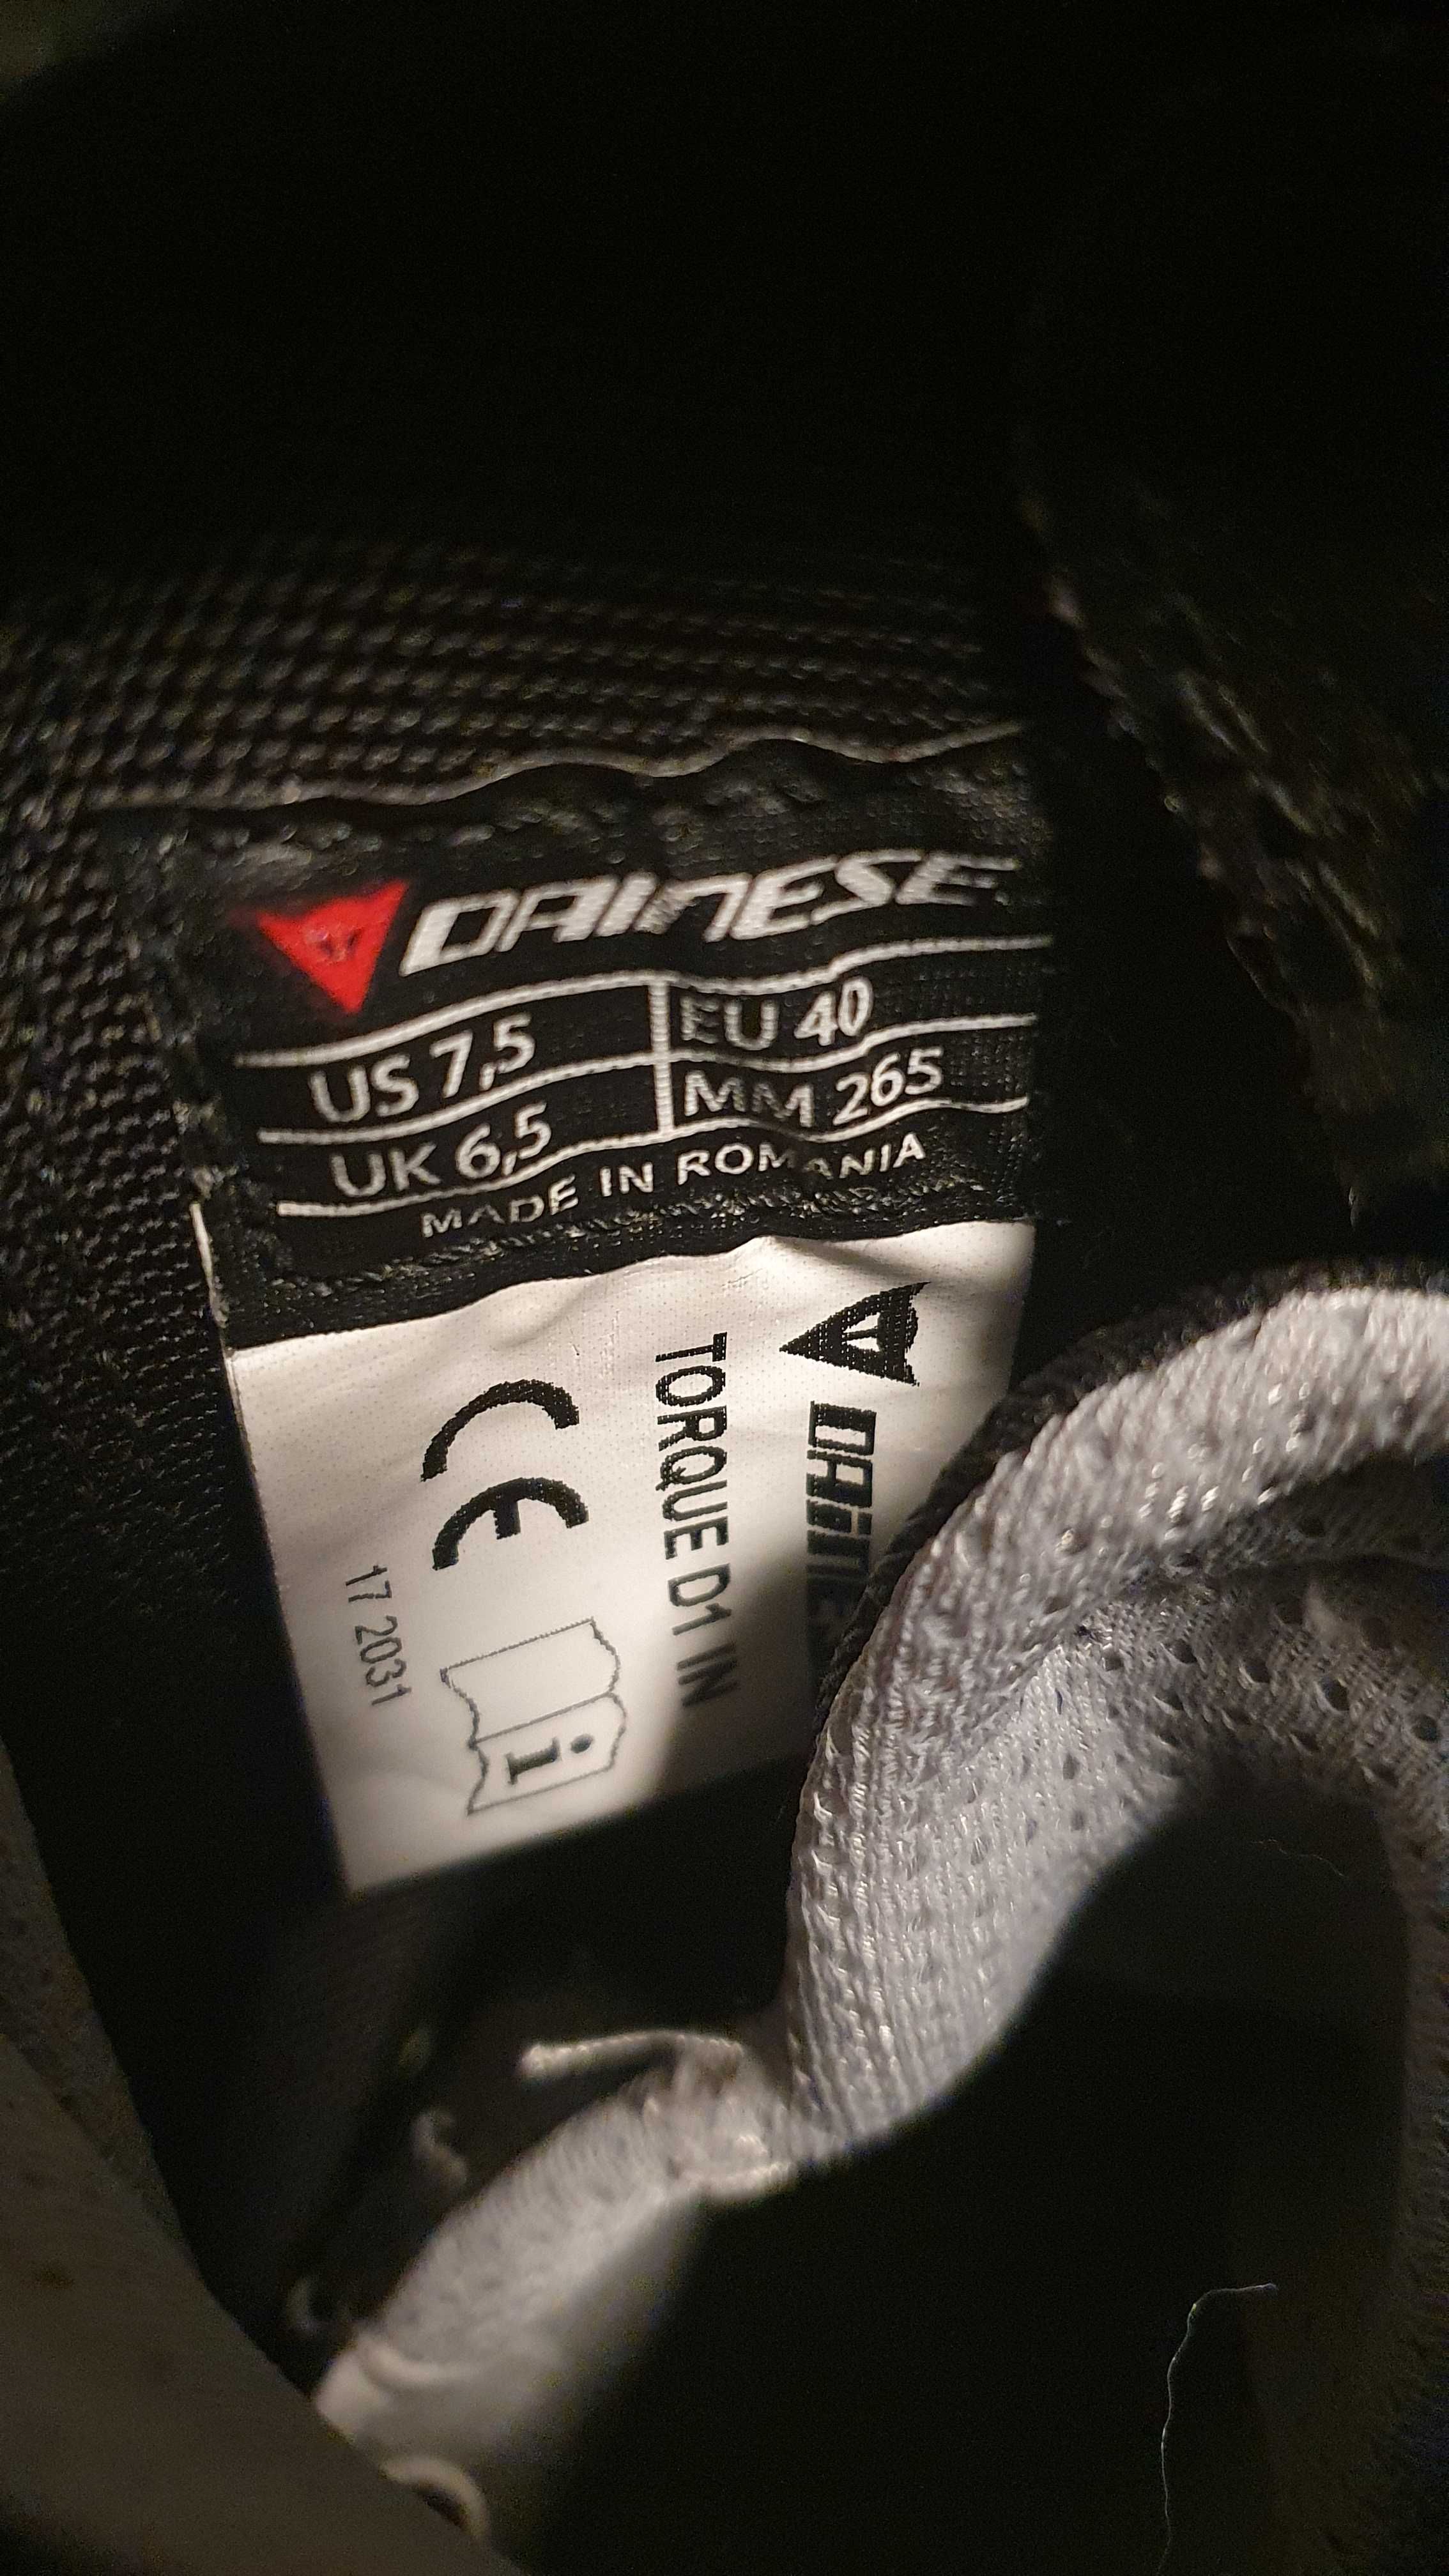 DAINESE
US 7,5 EU 40
UK 6,5 MM 265
MADE IN ROMANIA
TORQUE D1 IN
CE
i
17 2031